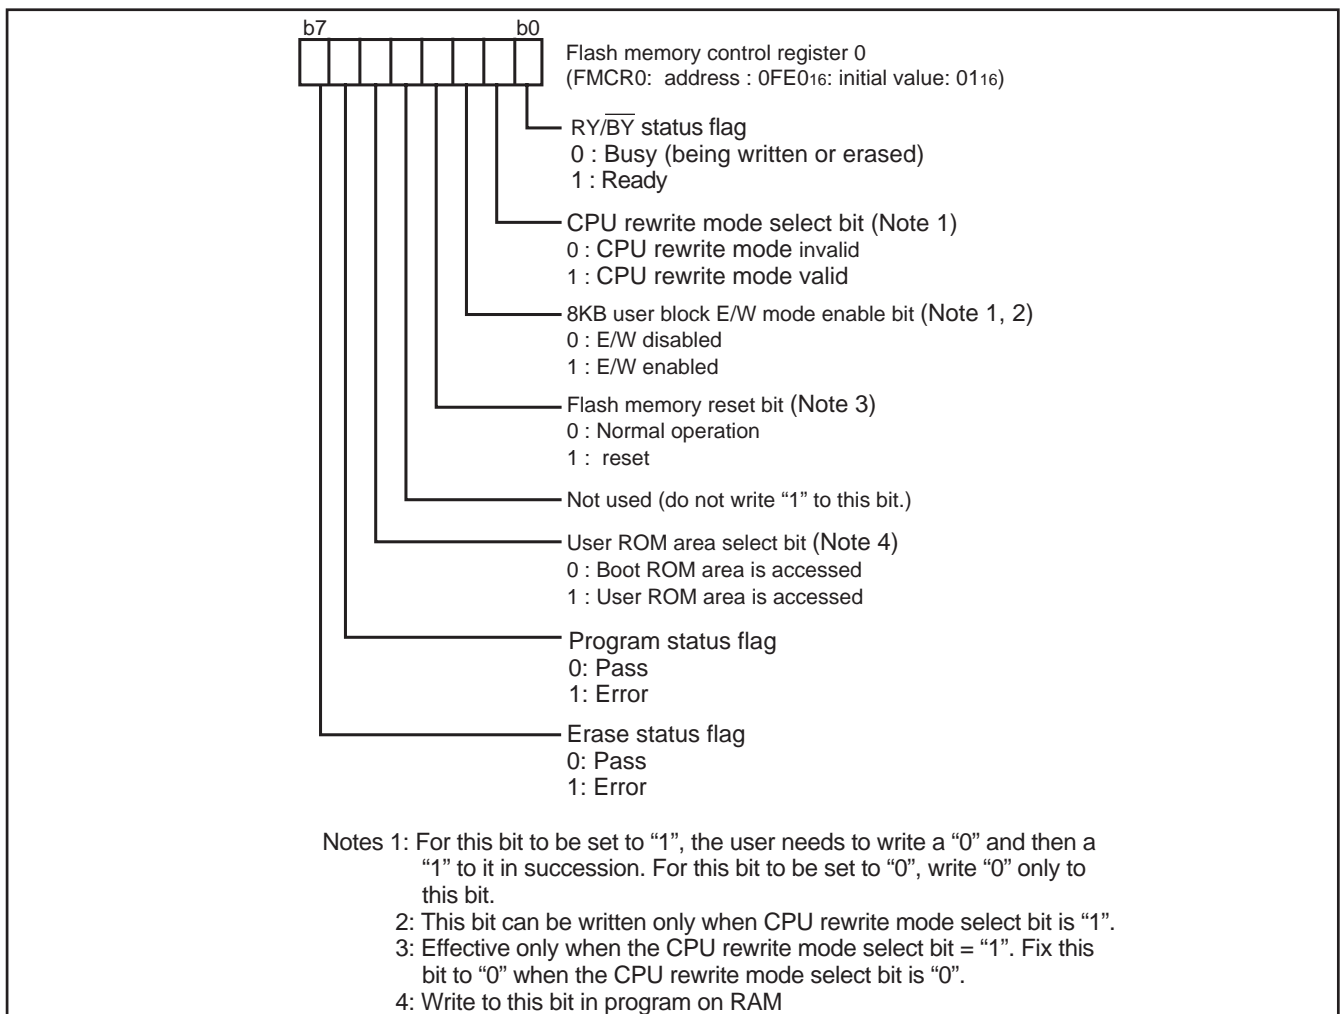 b7 b0
Flash memory control register 0
(FMCR0: address : 0FE016: initial value: 0116)
RY/BY status flag
0 : Busy (being written or erased)
1 : Ready
CPU rewrite mode select bit (Note 1)
0 : CPU rewrite mode invalid
1 : CPU rewrite mode valid
8KB user block E/W mode enable bit (Note 1, 2)
0 : E/W disabled
1 : E/W enabled
Flash memory reset bit (Note 3)
0 : Normal operation
1 : reset
Not used (do not write “1” to this bit.)
User ROM area select bit (Note 4)
0 : Boot ROM area is accessed
1 : User ROM area is accessed
Program status flag
0: Pass
1: Error
Erase status flag
0: Pass
1: Error
Notes 1: For this bit to be set to “1”, the user needs to write a “0” and then a
“1” to it in succession. For this bit to be set to “0”, write “0” only to
this bit.
2: This bit can be written only when CPU rewrite mode select bit is “1”.
3: Effective only when the CPU rewrite mode select bit = “1”. Fix this
bit to “0” when the CPU rewrite mode select bit is “0”.
4: Write to this bit in program on RAM